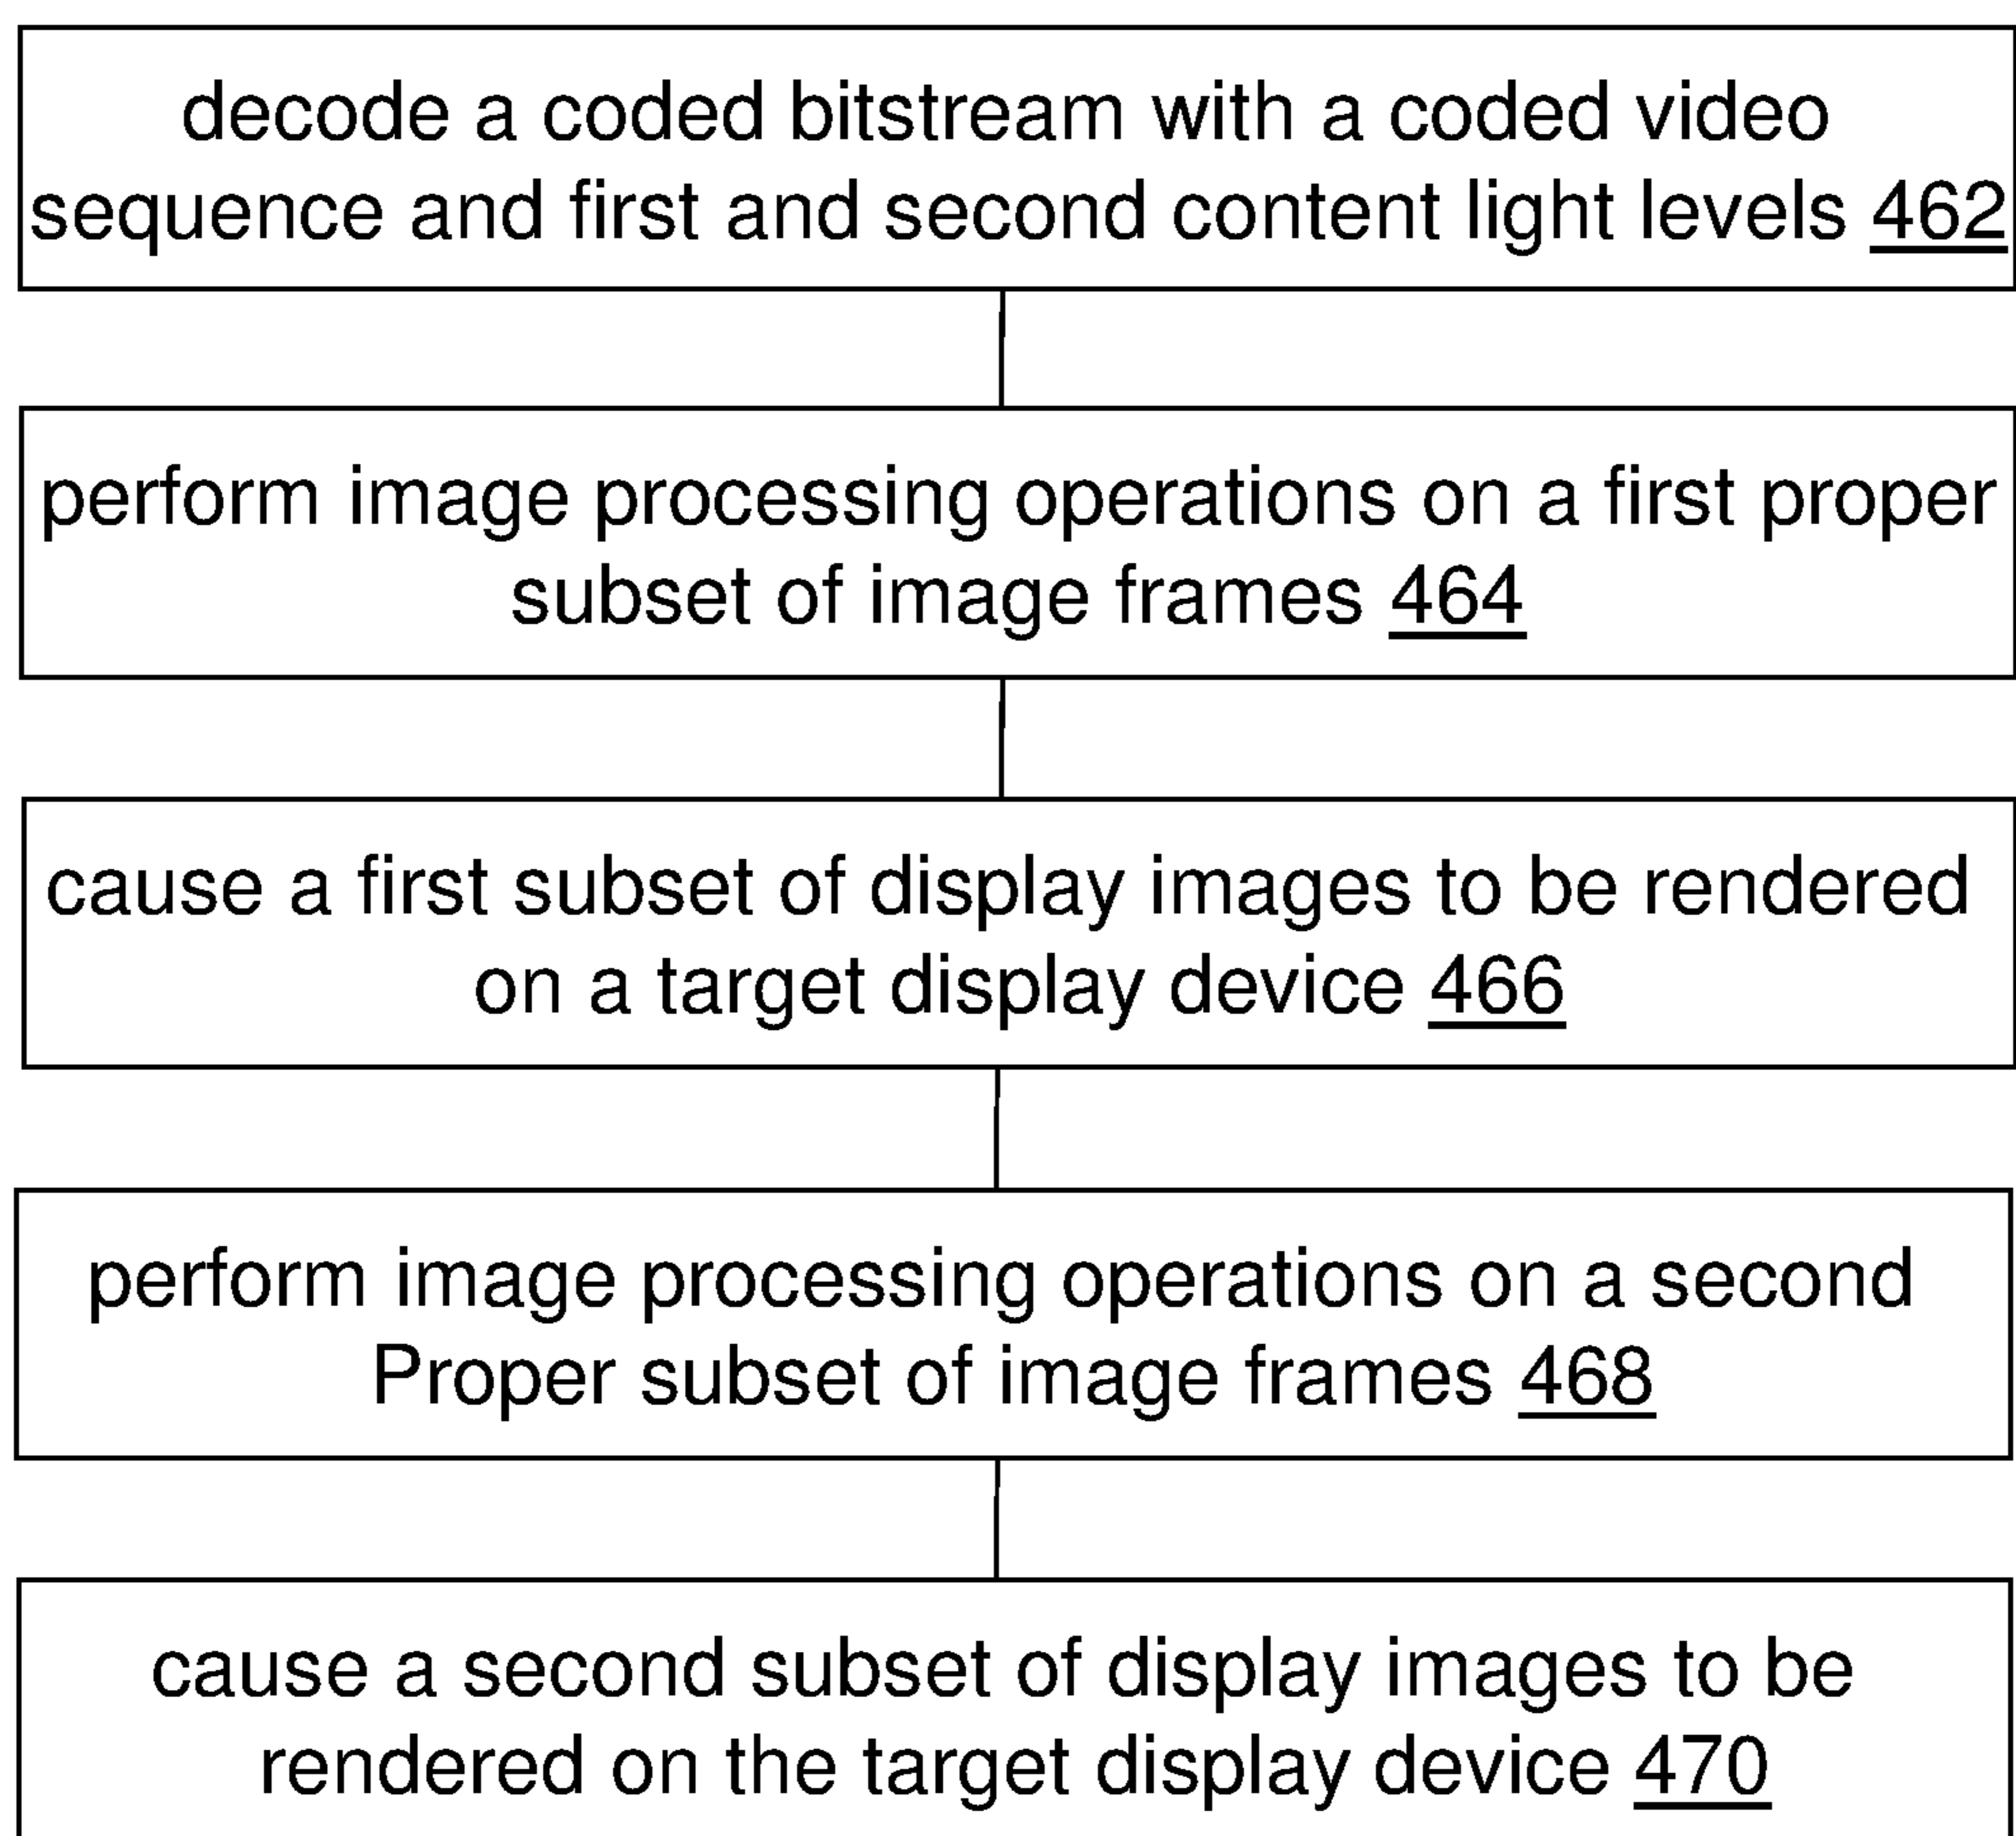 decode a coded bitstream with a coded video
sequence and first and second content light levels 462
perform image processing operations on a first proper
subset of image frames 464
cause a first subset of display images to be rendered
on a target display device 466
perform image processing operations on a second
Proper subset of image frames 468
cause a second subset of display images to be
rendered on the target display device 470